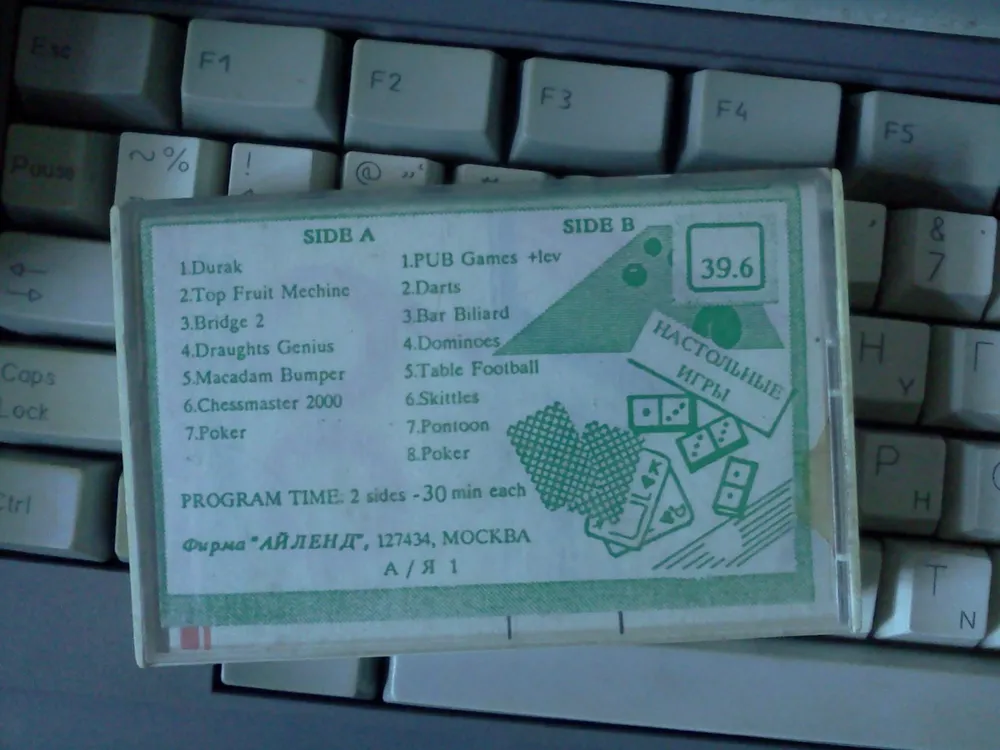 Esc F1 F2 F3 F4 F5
Pause ~ % ! @ „“
' & 7
SIDE A
1.Durak
2.Top Fruit Mechine
3.Bridge 2
4.Draughts Genius
5.Macadam Bumper
6.Chessmaster 2000
7.Poker
SIDE B
1.PUB Games +lev
2.Darts
3.Bar Biliard
4.Dominoes
5.Table Football
6.Skittles
7.Pontoon
8.Poker
39.6
НАСТОЛЬНЫЕ
ИГРЫ
PROGRAM TIME: 2 sides - 30 min each
Фирма "АЙЛЕНД", 127434, МОСКВА
А / Я 1
Caps
Lock
Ctrl
Н Y
Г
Р H
Т N